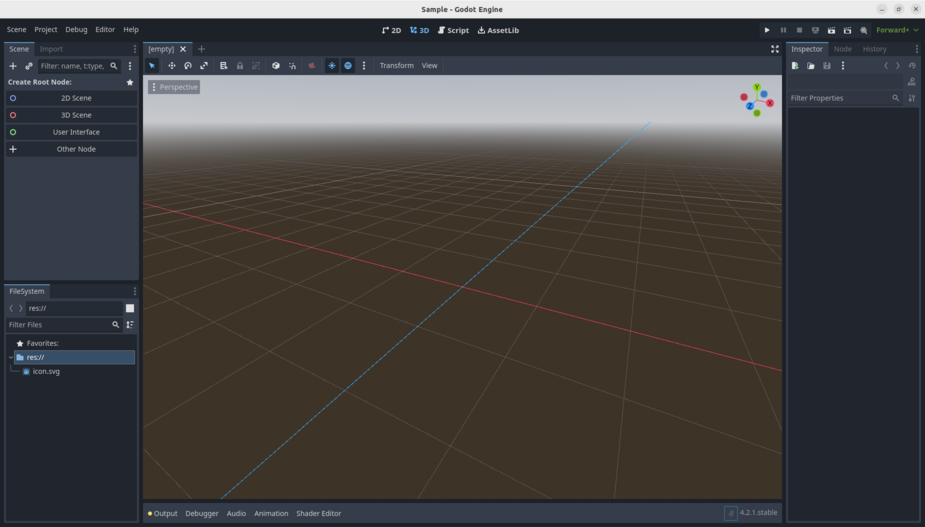 Sample - Godot Engine
Scene Project Debug Editor Help
2D 3D Script AssetLib
Forward+
Scene Import
Filter: name, t:type,
Create Root Node:
2D Scene
3D Scene
User Interface
Other Node
[empty]
Transform View
Perspective
Y
X
Z
Inspector Node History
Filter Properties
FileSystem
res://
Filter Files
Favorites:
res://
icon.svg
Output Debugger Audio Animation Shader Editor
4.2.1.stable